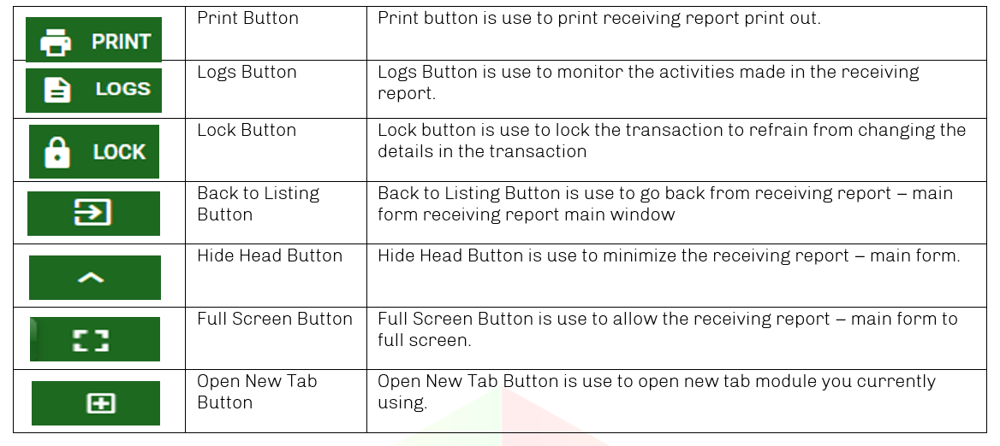 PRINT
Print Button
Print button is use to print receiving report print out.
LOGS
Logs Button
Logs Button is use to monitor the activities made in the receiving
report.
LOCK
Lock Button
Lock button is use to lock the transaction to refrain from changing the
details in the transaction
Back to Listing
Button
Back to Listing Button is use to go back from receiving report – main
form receiving report main window
Hide Head Button
Hide Head Button is use to minimize the receiving report – main form.
Full Screen Button
Full Screen Button is use to allow the receiving report – main form to
full screen.
Open New Tab
Button
Open New Tab Button is use to open new tab module you currently
using.